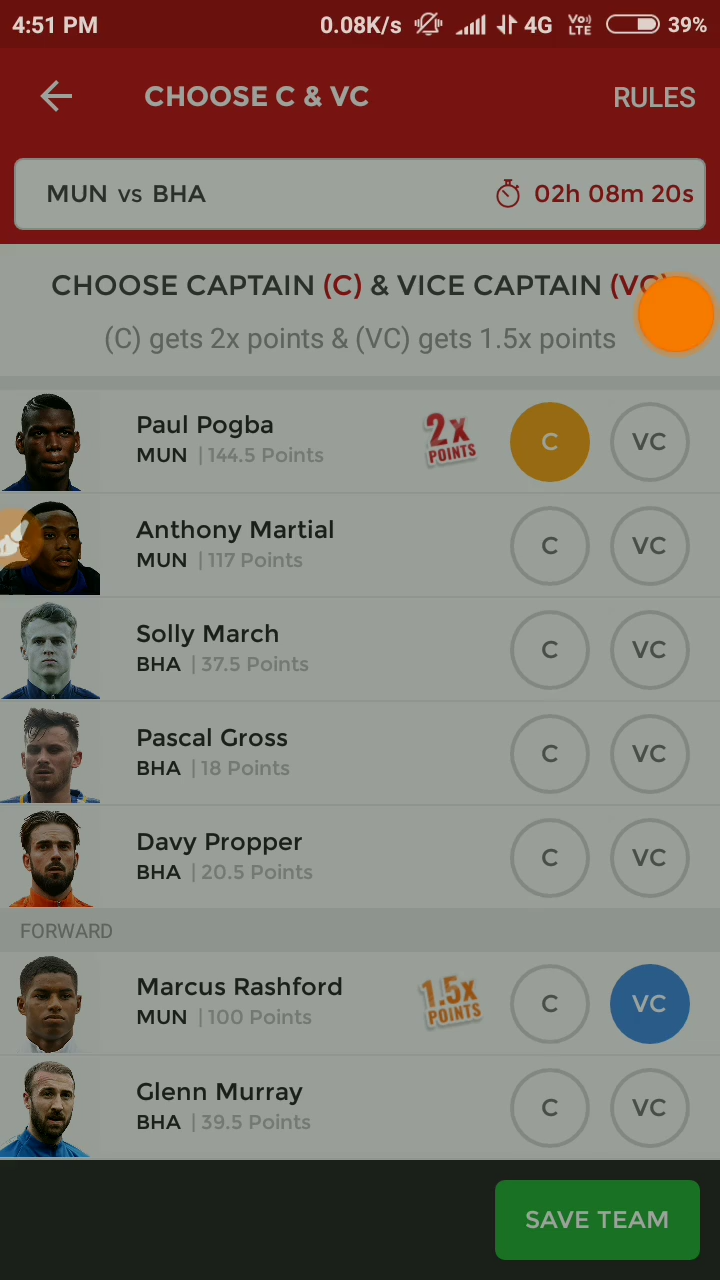 4:51 PM 0.08K/s 4G VoLTE 39%
CHOOSE C & VC RULES
MUN vs BHA 02h 08m 20s
CHOOSE CAPTAIN (C) & VICE CAPTAIN (VC)
(C) gets 2x points & (VC) gets 1.5x points
Paul Pogba
MUN | 144.5 Points
2x POINTS
C VC
Anthony Martial
MUN | 117 Points
C VC
Solly March
BHA | 37.5 Points
C VC
Pascal Gross
BHA | 18 Points
C VC
Davy Propper
BHA | 20.5 Points
C VC
FORWARD
Marcus Rashford
MUN | 100 Points
1.5x POINTS
C VC
Glenn Murray
BHA | 39.5 Points
C VC
SAVE TEAM